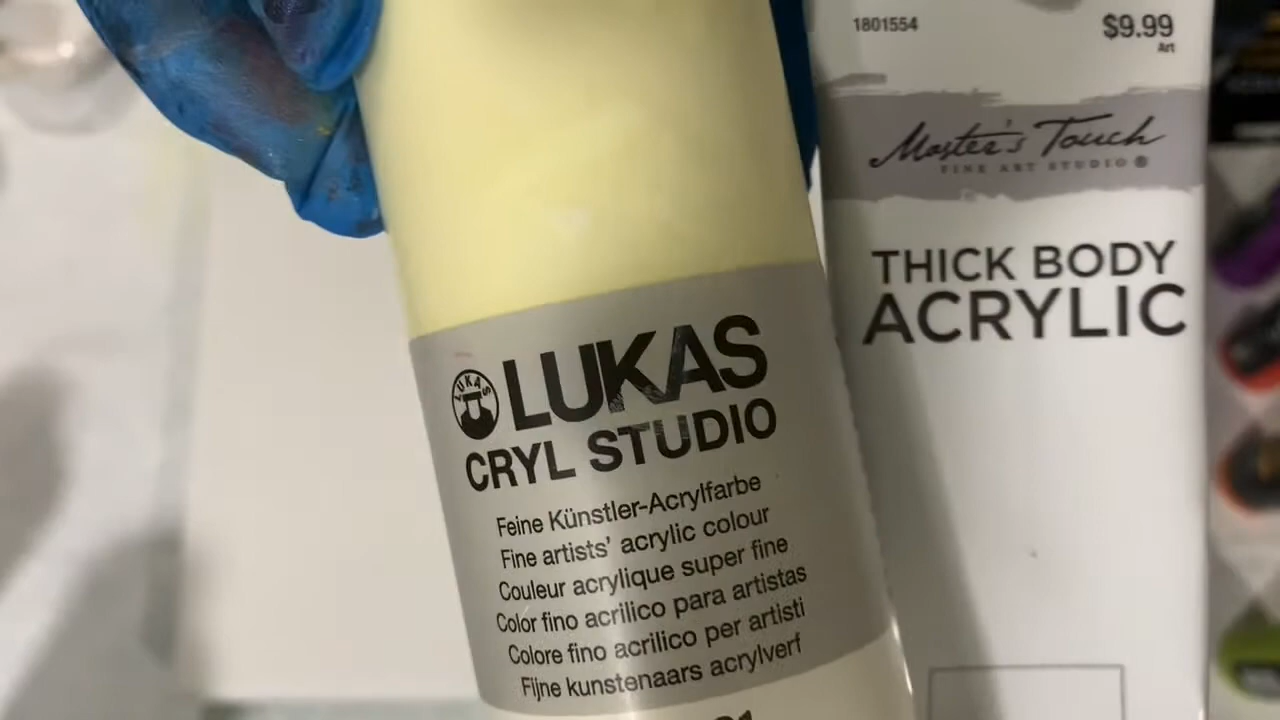 1801554
$9.99
Art
Master's Touch
FINE ART STUDIO®
THICK BODY
ACRYLIC
LUKAS
LUKAS
CRYL STUDIO
Feine Künstler-Acrylfarbe
Fine artists' acrylic colour
Couleur acrylique super fine
Color fino acrilico para artistas
Colore fino acrilico per artisti
Fijne kunstenaars acrylverf